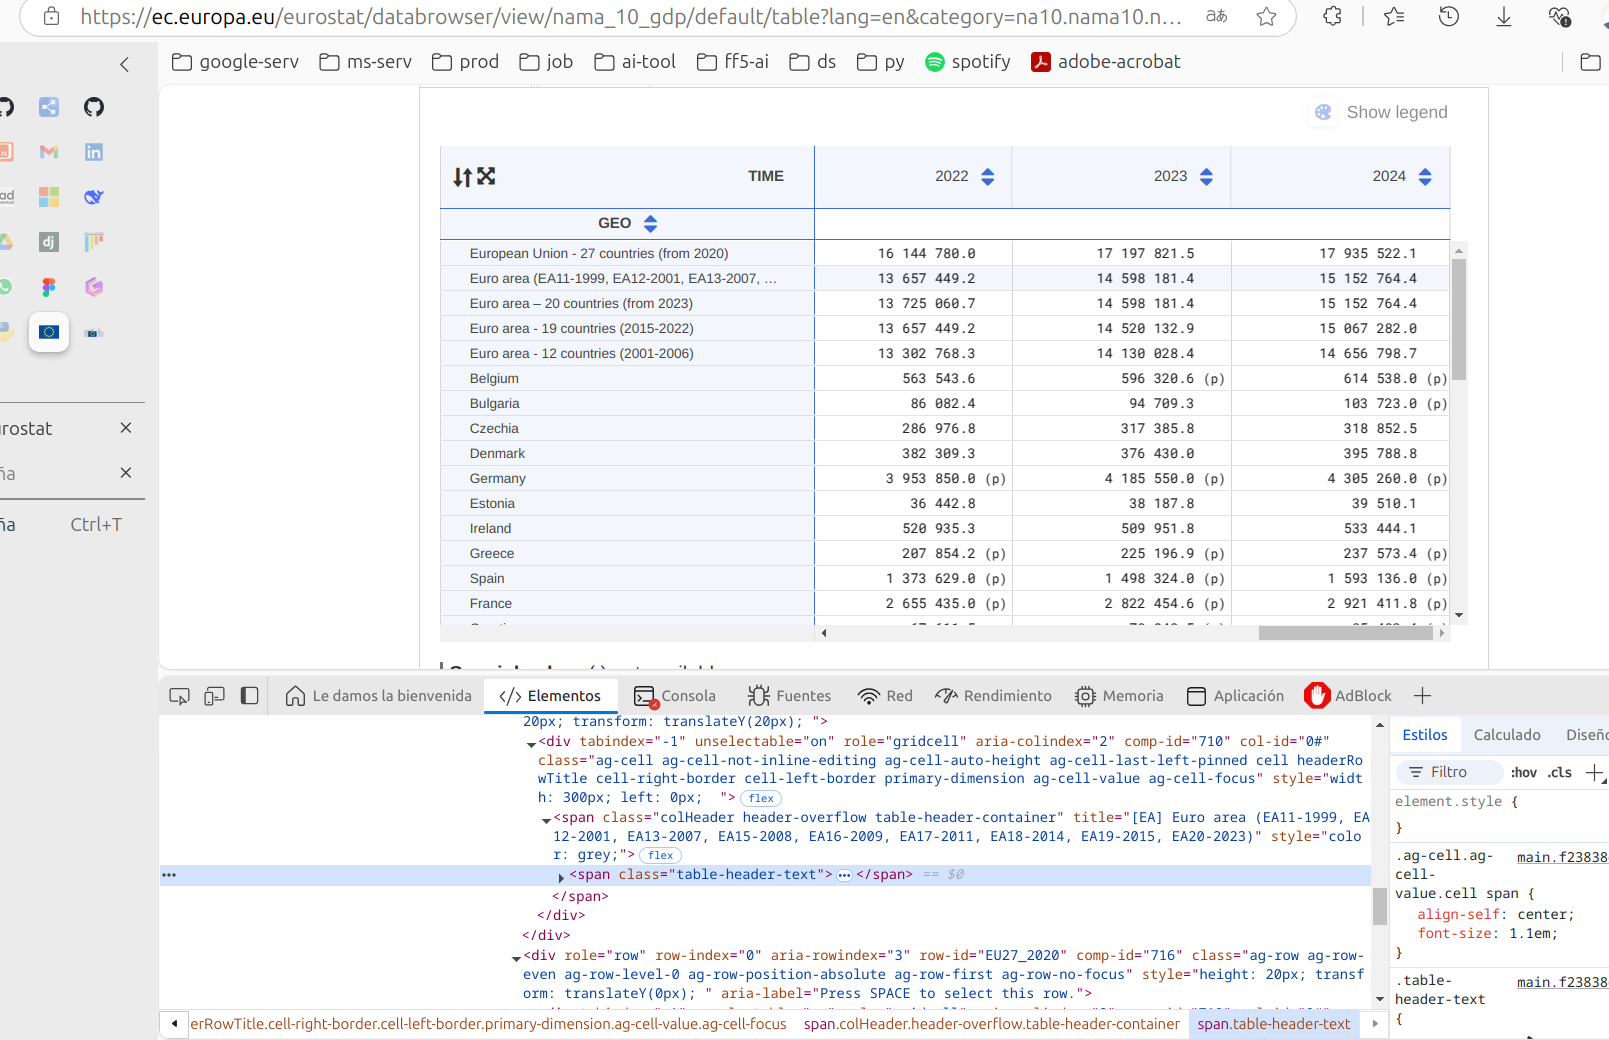 https://ec.europa.eu/eurostat/databrowser/view/nama_10_gdp/default/table?lang=en&category=na10.nama10.n...
google-serv ms-serv prod job ai-tool ff5-ai ds py spotify adobe-acrobat
Show legend
TIME 2022 2023 2024
GEO
European Union - 27 countries (from 2020) 16 144 780.0 17 197 821.5 17 935 522.1
Euro area (EA11-1999, EA12-2001, EA13-2007, ... 13 657 449.2 14 598 181.4 15 152 764.4
Euro area – 20 countries (from 2023) 13 725 060.7 14 598 181.4 15 152 764.4
Euro area - 19 countries (2015-2022) 13 657 449.2 14 520 132.9 15 067 282.0
Euro area - 12 countries (2001-2006) 13 302 768.3 14 130 028.4 14 656 798.7
Belgium 563 543.6 596 320.6 (p) 614 538.0 (p)
Bulgaria 86 082.4 94 709.3 103 723.0 (p)
Czechia 286 976.8 317 385.8 318 852.5
Denmark 382 309.3 376 430.0 395 788.8
Germany 3 953 850.0 (p) 4 185 550.0 (p) 4 305 260.0 (p)
Estonia 36 442.8 38 187.8 39 510.1
Ireland 520 935.3 509 951.8 533 444.1
Greece 207 854.2 (p) 225 196.9 (p) 237 573.4 (p)
Spain 1 373 629.0 (p) 1 498 324.0 (p) 1 593 136.0 (p)
France 2 655 435.0 (p) 2 822 454.6 (p) 2 921 411.8 (p)
ad
dj
urostat
ña
ña Ctrl+T
Le damos la bienvenida Elementos Consola Fuentes Red Rendimiento Memoria Aplicación AdBlock
20px; transform: translateY(20px); ">
<div tabindex="-1" unselectable="on" role="gridcell" aria-colindex="2" comp-id="710" col-id="0#"
class="ag-cell ag-cell-not-inline-editing ag-cell-auto-height ag-cell-last-left-pinned cell headerRo
wTitle cell-right-border cell-left-border primary-dimension ag-cell-value ag-cell-focus" style="widt
h: 300px; left: 0px;  "> flex
<span class="colHeader header-overflow table-header-container" title="[EA] Euro area (EA11-1999, EA
12-2001, EA13-2007, EA15-2008, EA16-2009, EA17-2011, EA18-2014, EA19-2015, EA20-2023)" style="colo
r: grey;"> flex
<span class="table-header-text"> ••• </span> == $0
</span>
</div>
</div>
<div role="row" row-index="0" aria-rowindex="3" row-id="EU27_2020" comp-id="716" class="ag-row ag-row-
even ag-row-level-0 ag-row-position-absolute ag-row-first ag-row-no-focus" style="height: 20px; transf
orm: translateY(0px); " aria-label="Press SPACE to select this row.">
erRowTitle.cell-right-border.cell-left-border.primary-dimension.ag-cell-value.ag-cell-focus span.colHeader.header-overflow.table-header-container span.table-header-text
Estilos Calculado Diseño
Filtro :hov .cls
element.style {
}
.ag-cell.ag- main.f23838
cell-
value.cell span {
align-self: center;
font-size: 1.1em;
}
.table- main.f23838
header-text
{